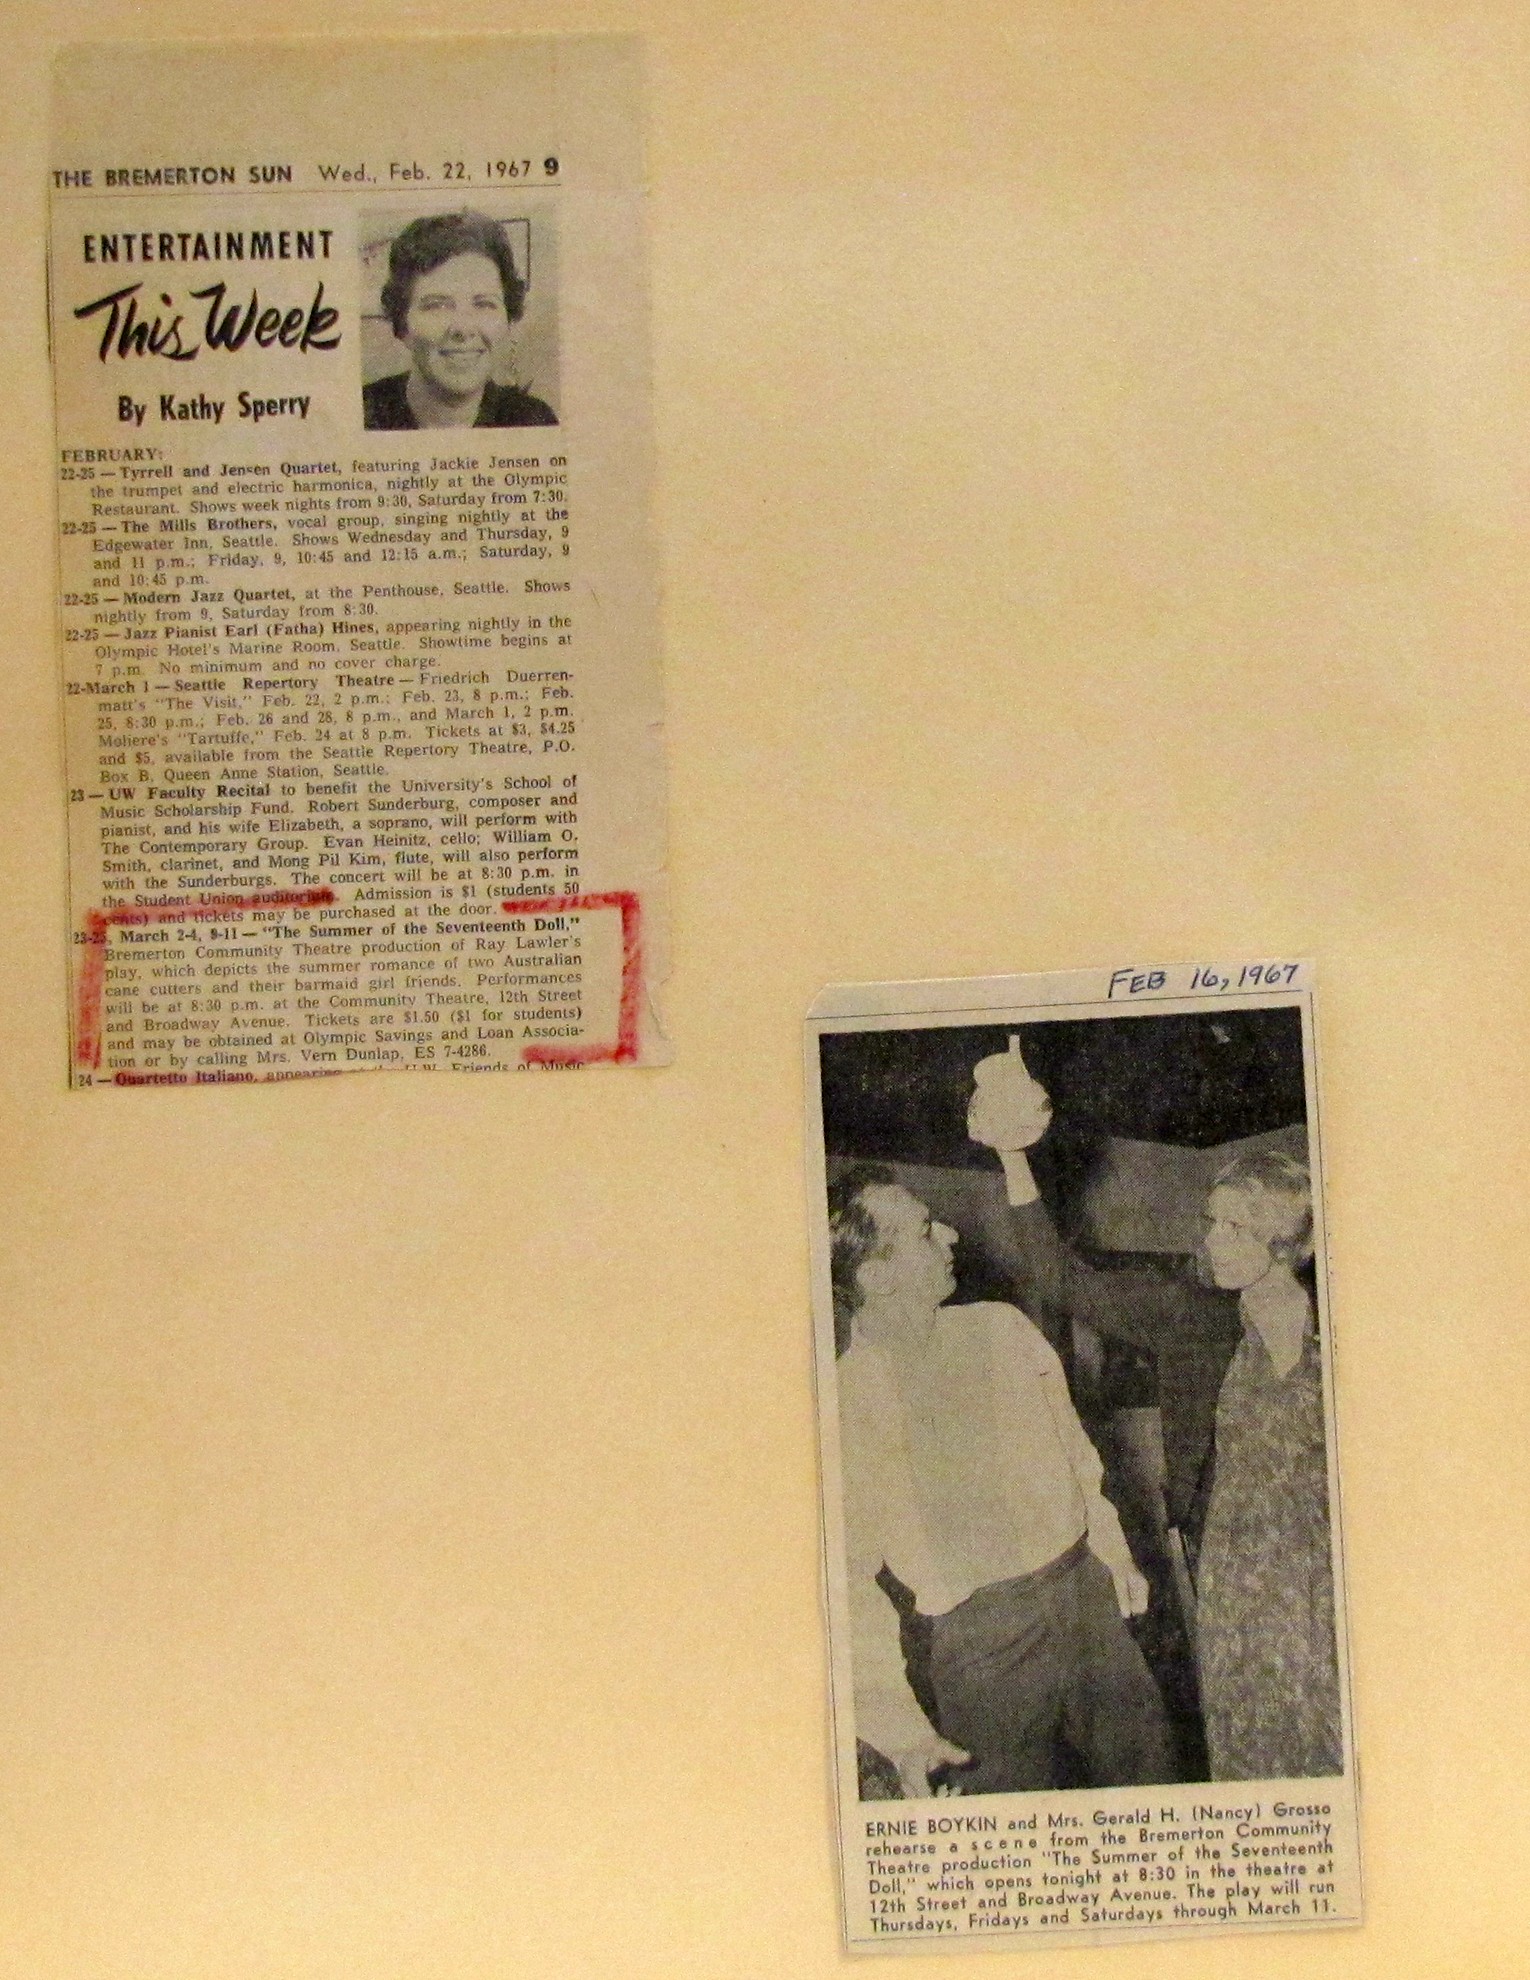 THE BREMERTON SUN Wed., Feb. 22, 1967 9
ENTERTAINMENT
This Week
By Kathy Sperry
FEBRUARY:
22-25 — Tyrrell and Jensen Quartet, featuring Jackie Jensen on
the trumpet and electric harmonica, nightly at the Olympic
Restaurant. Shows week nights from 9:30, Saturday from 7:30.
22-25 — The Mills Brothers, vocal group, singing nightly at the
Edgewater Inn, Seattle. Shows Wednesday and Thursday, 9
and 11 p.m.; Friday, 9, 10:45 and 12:15 a.m.; Saturday, 9
and 10:45 p.m.
22-25 — Modern Jazz Quartet, at the Penthouse, Seattle. Shows
nightly from 9, Saturday from 8:30.
22-25 — Jazz Pianist Earl (Fatha) Hines, appearing nightly in the
Olympic Hotel's Marine Room, Seattle. Showtime begins at
7 p.m. No minimum and no cover charge.
22-March 1 — Seattle Repertory Theatre — Friedrich Duerren-
matt's "The Visit," Feb. 22, 2 p.m.; Feb. 23, 8 p.m.; Feb.
25, 8:30 p.m.; Feb. 26 and 28, 8 p.m., and March 1, 2 p.m.
Moliere's "Tartuffe," Feb. 24 at 8 p.m. Tickets at $3, $4.25
and $5, available from the Seattle Repertory Theatre, P.O.
Box B, Queen Anne Station, Seattle.
23 — UW Faculty Recital to benefit the University's School of
Music Scholarship Fund. Robert Sunderburg, composer and
pianist, and his wife Elizabeth, a soprano, will perform with
The Contemporary Group. Evan Heinitz, cello; William O.
Smith, clarinet, and Mong Pil Kim, flute, will also perform
with the Sunderburgs. The concert will be at 8:30 p.m. in
the Student Union auditorium. Admission is $1 (students 50
cents) and tickets may be purchased at the door.
23-25, March 2-4, 9-11 — "The Summer of the Seventeenth Doll,"
Bremerton Community Theatre production of Ray Lawler's
play, which depicts the summer romance of two Australian
cane cutters and their barmaid girl friends. Performances
will be at 8:30 p.m. at the Community Theatre, 12th Street
and Broadway Avenue. Tickets are $1.50 ($1 for students)
and may be obtained at Olympic Savings and Loan Associa-
tion or by calling Mrs. Vern Dunlap, ES 7-4286.
24 — Quartetto Italiano, appearing U.W. Friends of Music
FEB 16, 1967
ERNIE BOYKIN and Mrs. Gerald H. (Nancy) Grosso
rehearse a scene from the Bremerton Community
Theatre production "The Summer of the Seventeenth
Doll," which opens tonight at 8:30 in the theatre at
12th Street and Broadway Avenue. The play will run
Thursdays, Fridays and Saturdays through March 11.